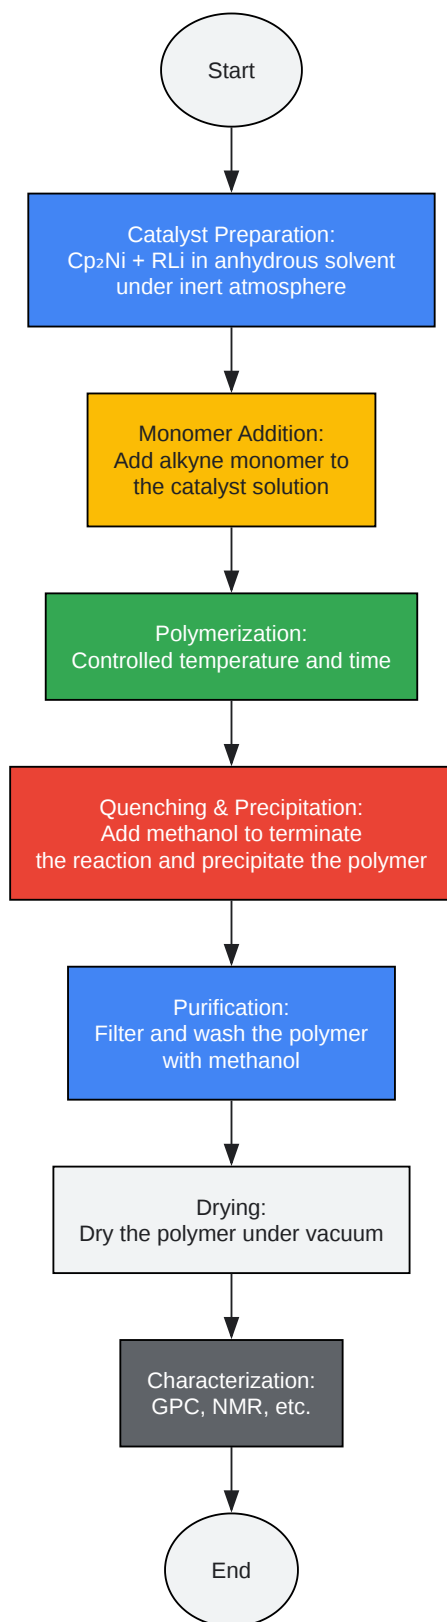 Start
Catalyst Preparation:
Cp₂Ni + RLi in anhydrous solvent
under inert atmosphere
Monomer Addition:
Add alkyne monomer to
the catalyst solution
Polymerization:
Controlled temperature and time
Quenching & Precipitation:
Add methanol to terminate
the reaction and precipitate the polymer
Purification:
Filter and wash the polymer
with methanol
Drying:
Dry the polymer under vacuum
Characterization:
GPC, NMR, etc.
End